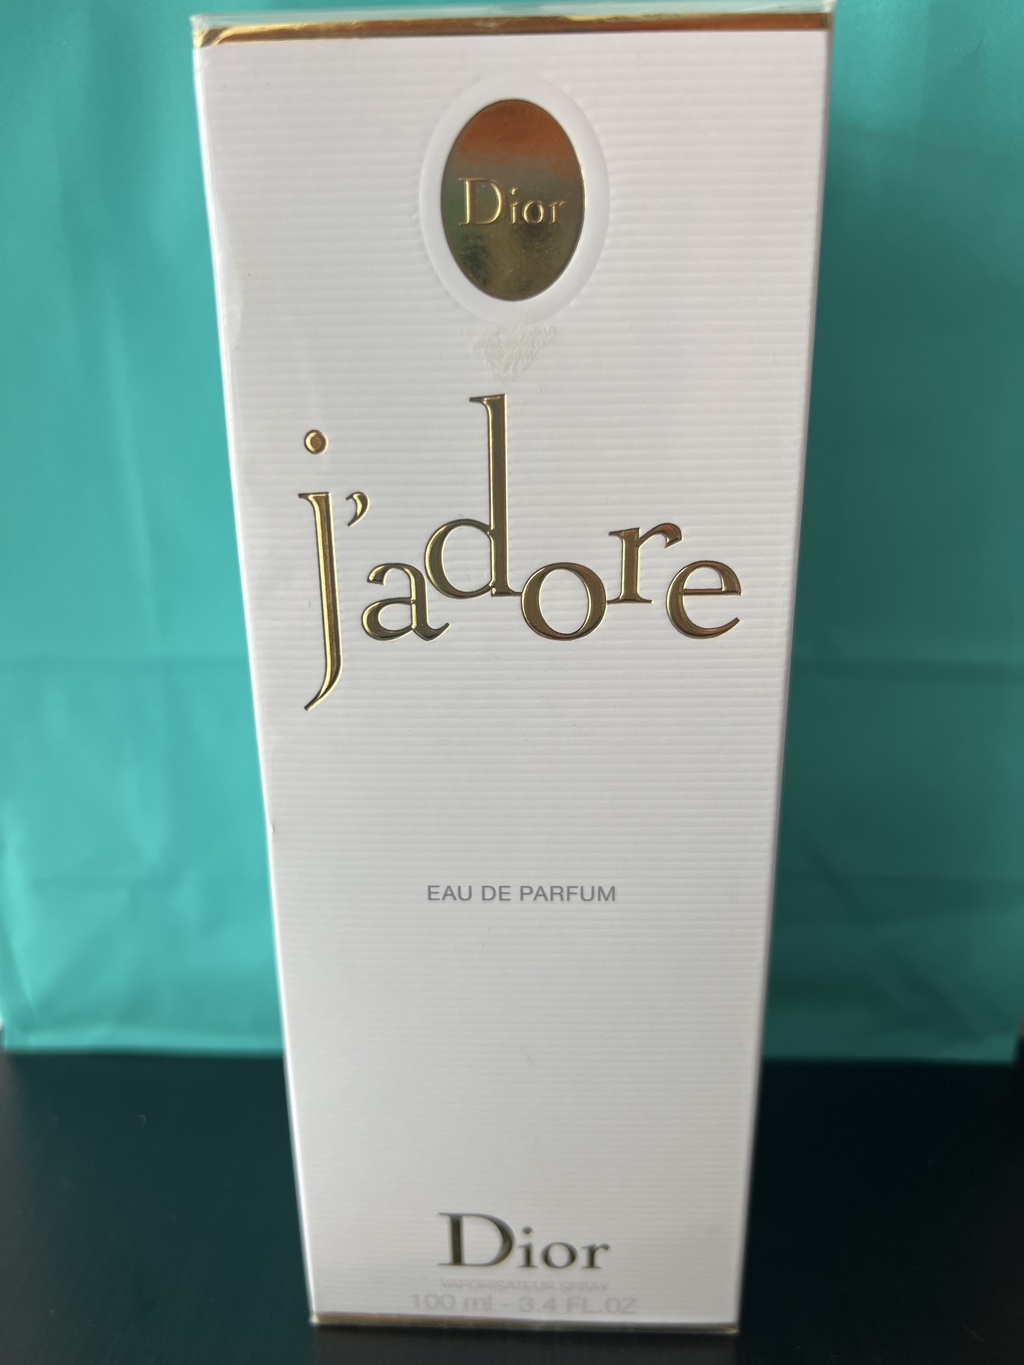 Dior
j'adore
EAU DE PARFUM
Dior
VAPORISATEUR SPRAY
100 ml - 3.4 FL.OZ